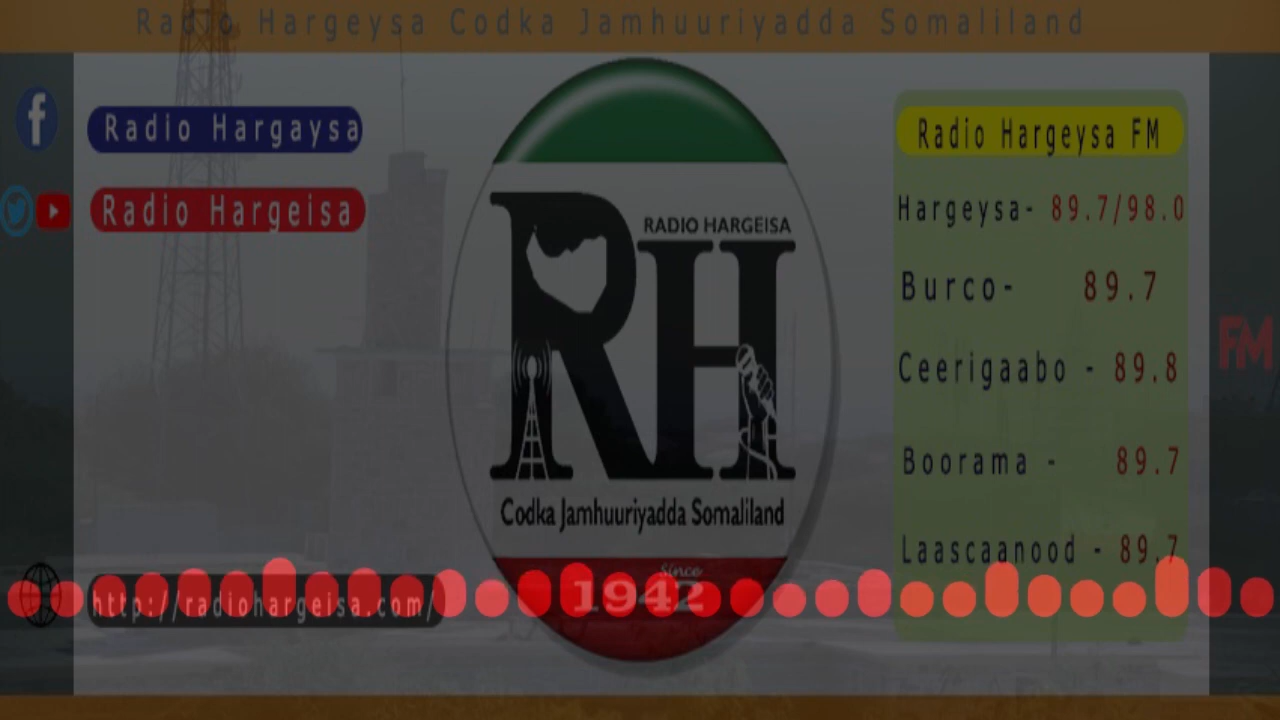 Radio Hargeysa Codka Jamhuuriyadda Somaliland
Radio Hargaysa
Radio Hargeisa
http://radiohargeisa.com/
RADIO HARGEISA
RH
Codka Jamhuuriyadda Somaliland
Since
1942
Radio Hargeysa FM
Hargeysa- 89.7/98.0
Burco- 89.7
Ceerigaabo - 89.8
Boorama - 89.7
Laascaanood - 89.7
FM